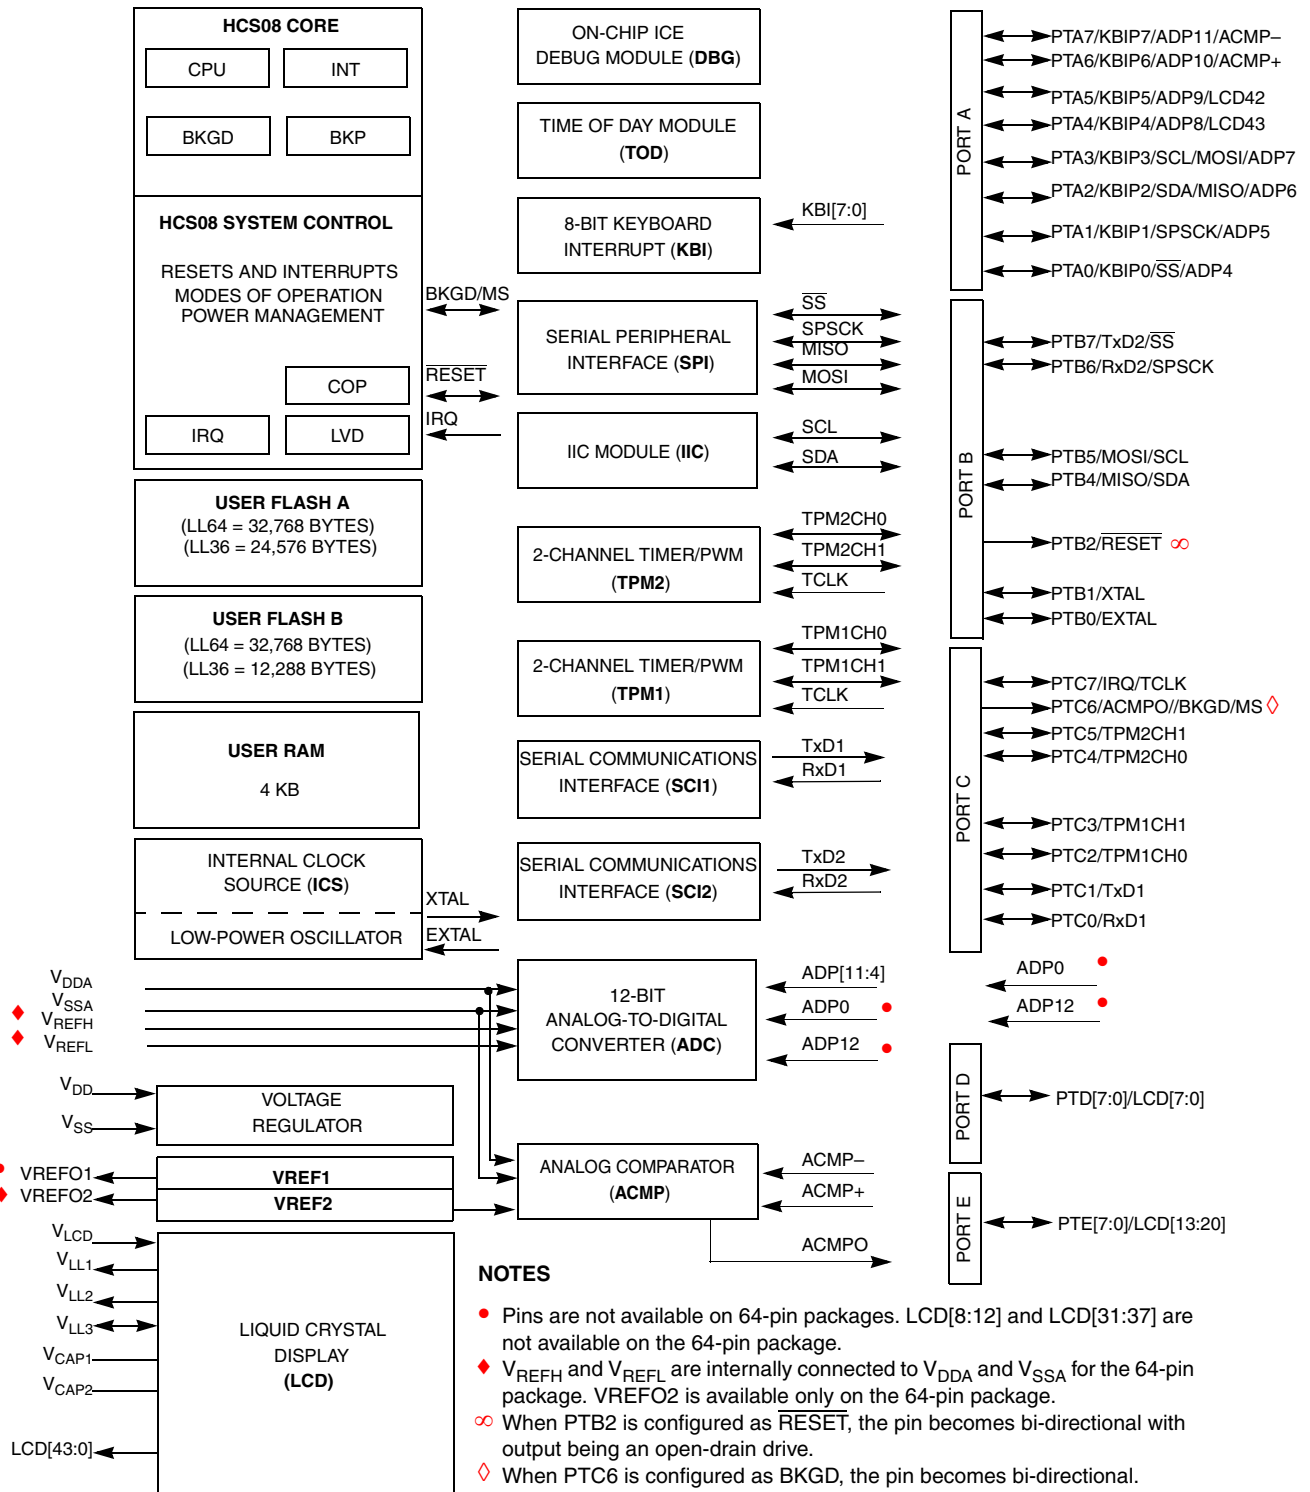 HCS08 CORE
CPU
INT
BKGD
BKP
HCS08 SYSTEM CONTROL
RESETS AND INTERRUPTS
MODES OF OPERATION
POWER MANAGEMENT
COP
IRQ
LVD
BKGD/MS
RESET
IRQ
USER FLASH A
(LL64 = 32,768 BYTES)
(LL36 = 24,576 BYTES)
USER FLASH B
(LL64 = 32,768 BYTES)
(LL36 = 12,288 BYTES)
USER RAM
4 KB
INTERNAL CLOCK
SOURCE (ICS)
LOW-POWER OSCILLATOR
XTAL
EXTAL
VDDA
VSSA
♦ VREFH
♦ VREFL
VDD
VSS
VOLTAGE
REGULATOR
• VREFO1
♦ VREFO2
VREF1
VREF2
VLCD
VLL1
VLL2
VLL3
VCAP1
VCAP2
LCD[43:0]
LIQUID CRYSTAL
DISPLAY
(LCD)
ON-CHIP ICE
DEBUG MODULE (DBG)
TIME OF DAY MODULE
(TOD)
8-BIT KEYBOARD
INTERRUPT (KBI)
KBI[7:0]
SERIAL PERIPHERAL
INTERFACE (SPI)
SS
SPSCK
MISO
MOSI
IIC MODULE (IIC)
SCL
SDA
2-CHANNEL TIMER/PWM
(TPM2)
TPM2CH0
TPM2CH1
TCLK
2-CHANNEL TIMER/PWM
(TPM1)
TPM1CH0
TPM1CH1
TCLK
SERIAL COMMUNICATIONS
INTERFACE (SCI1)
TxD1
RxD1
SERIAL COMMUNICATIONS
INTERFACE (SCI2)
TxD2
RxD2
12-BIT
ANALOG-TO-DIGITAL
CONVERTER (ADC)
ADP[11:4]
ADP0 •
ADP12 •
ANALOG COMPARATOR
(ACMP)
ACMP–
ACMP+
ACMPO
PORT A
PTA7/KBIP7/ADP11/ACMP–
PTA6/KBIP6/ADP10/ACMP+
PTA5/KBIP5/ADP9/LCD42
PTA4/KBIP4/ADP8/LCD43
PTA3/KBIP3/SCL/MOSI/ADP7
PTA2/KBIP2/SDA/MISO/ADP6
PTA1/KBIP1/SPSCK/ADP5
PTA0/KBIP0/SS/ADP4
PORT B
PTB7/TxD2/SS
PTB6/RxD2/SPSCK
PTB5/MOSI/SCL
PTB4/MISO/SDA
PTB2/RESET ∞
PTB1/XTAL
PTB0/EXTAL
PORT C
PTC7/IRQ/TCLK
PTC6/ACMPO//BKGD/MS ◊
PTC5/TPM2CH1
PTC4/TPM2CH0
PTC3/TPM1CH1
PTC2/TPM1CH0
PTC1/TxD1
PTC0/RxD1
ADP0 •
ADP12 •
PORT D
PTD[7:0]/LCD[7:0]
PORT E
PTE[7:0]/LCD[13:20]
NOTES
• Pins are not available on 64-pin packages. LCD[8:12] and LCD[31:37] are
not available on the 64-pin package.
♦ VREFH and VREFL are internally connected to VDDA and VSSA for the 64-pin
package. VREFO2 is available only on the 64-pin package.
∞ When PTB2 is configured as RESET, the pin becomes bi-directional with
output being an open-drain drive.
◊ When PTC6 is configured as BKGD, the pin becomes bi-directional.